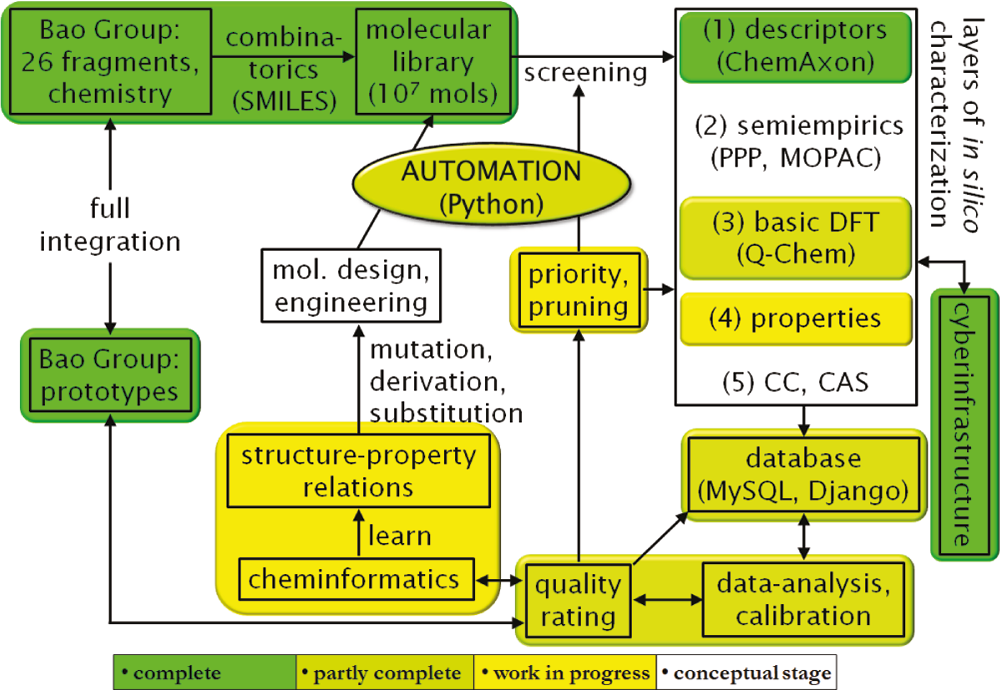 Bao Group:
26 fragments,
chemistry
combina-
torics
(SMILES)
molecular
library
(10⁷ mols)
screening
(1) descriptors
(ChemAxon)
(2) semiempirics
(PPP, MOPAC)
(3) basic DFT
(Q-Chem)
(4) properties
(5) CC, CAS
layers of in silico
characterization
AUTOMATION
(Python)
full
integration
mol. design,
engineering
priority,
pruning
cyberinfrastructure
Bao Group:
prototypes
mutation,
derivation,
substitution
structure-property
relations
learn
cheminformatics
database
(MySQL, Django)
quality
rating
data-analysis,
calibration
• complete
• partly complete
• work in progress
• conceptual stage